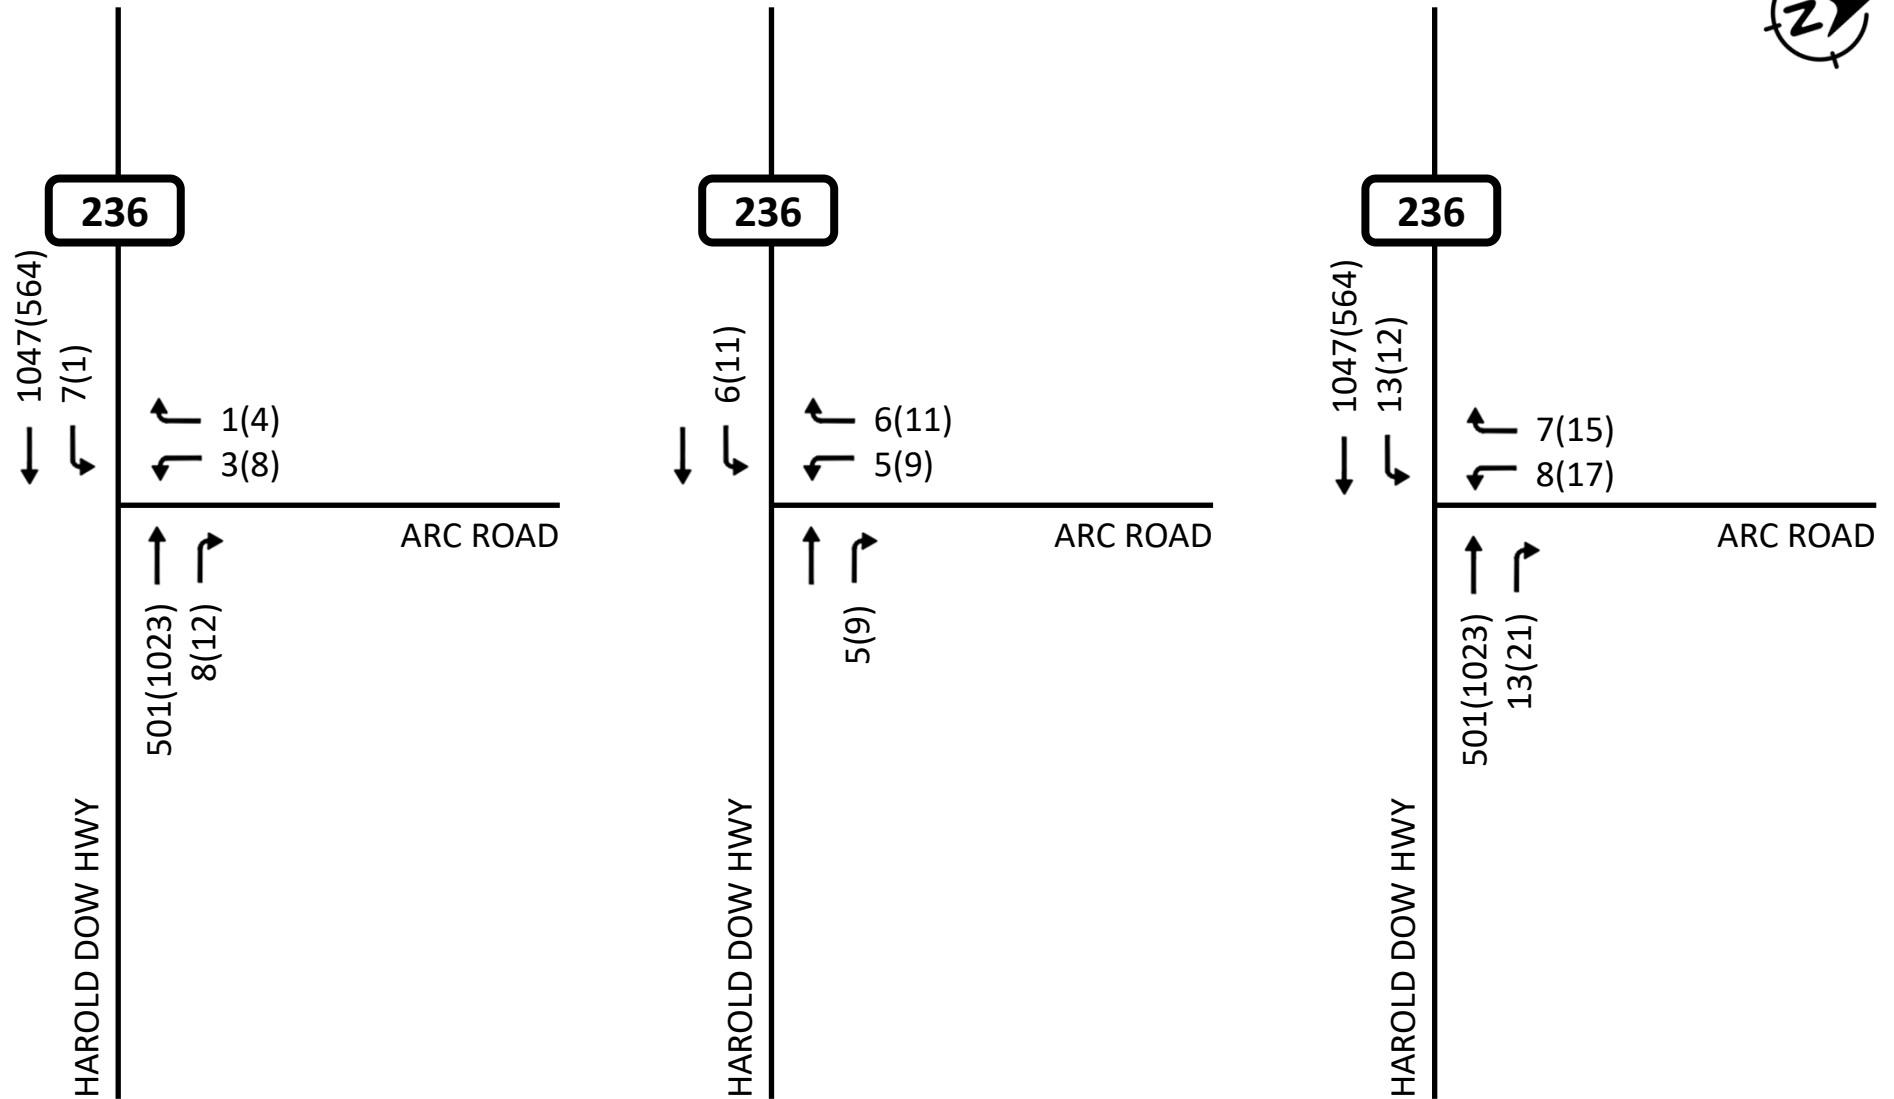 Z
236
1047(564)
7(1)
1(4)
3(8)
ARC ROAD
501(1023)
8(12)
HAROLD DOW HWY
236
6(11)
6(11)
5(9)
ARC ROAD
5(9)
HAROLD DOW HWY
236
1047(564)
13(12)
7(15)
8(17)
ARC ROAD
501(1023)
13(21)
HAROLD DOW HWY